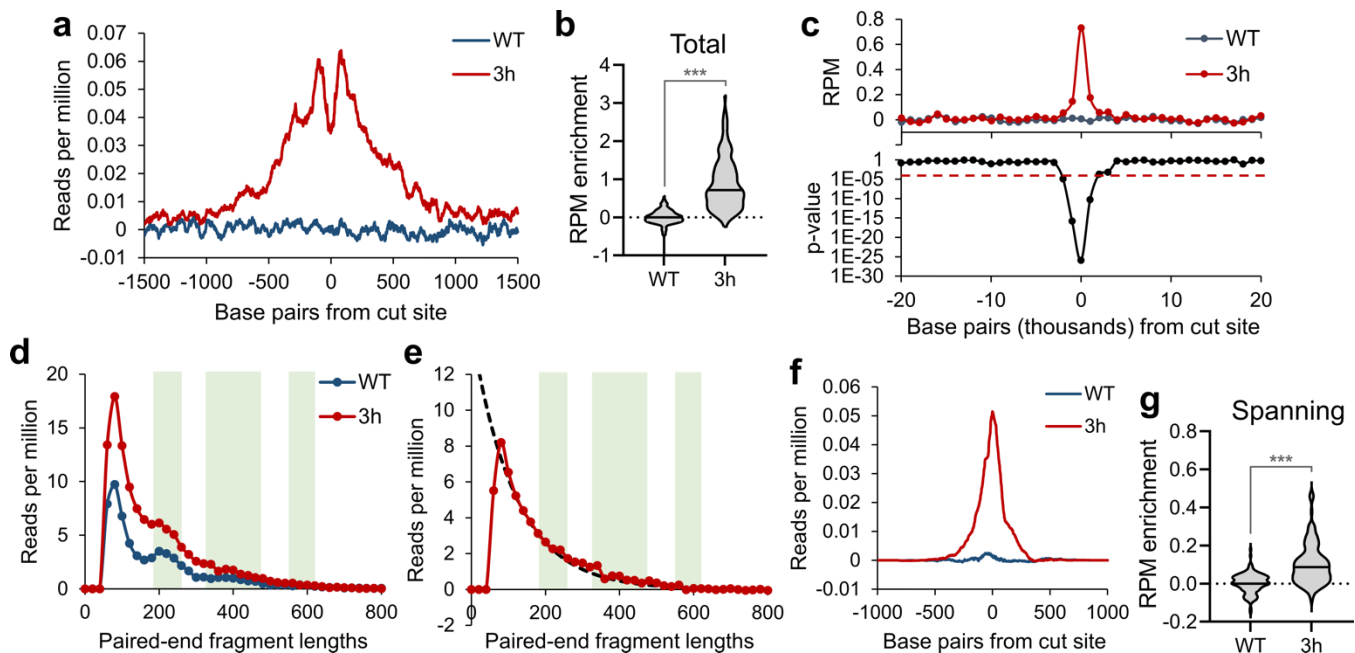 a
0.07
0.06
0.05
0.04
0.03
0.02
0.01
0
-0.01
Reads per million
WT
3h
-1500 -1000 -500 0 500 1000 1500
Base pairs from cut site
b
Total
***
4
3
2
1
0
-1
RPM enrichment
WT 3h
c
0.8
0.6
0.4
0.2
0
RPM
WT
3h
1
1E-05
1E-10
1E-15
1E-20
1E-25
1E-30
p-value
-20 -10 0 10 20
Base pairs (thousands) from cut site
d
20
15
10
5
0
Reads per million
WT
3h
0 200 400 600 800
Paired-end fragment lengths
e
12
10
8
6
4
2
0
-2
Reads per million
0 200 400 600 800
Paired-end fragment lengths
f
0.06
0.05
0.04
0.03
0.02
0.01
0
-0.01
Reads per million
WT
3h
-1000 -500 0 500 1000
Base pairs from cut site
g
Spanning
***
0.8
0.6
0.4
0.2
0.0
-0.2
RPM enrichment
WT 3h